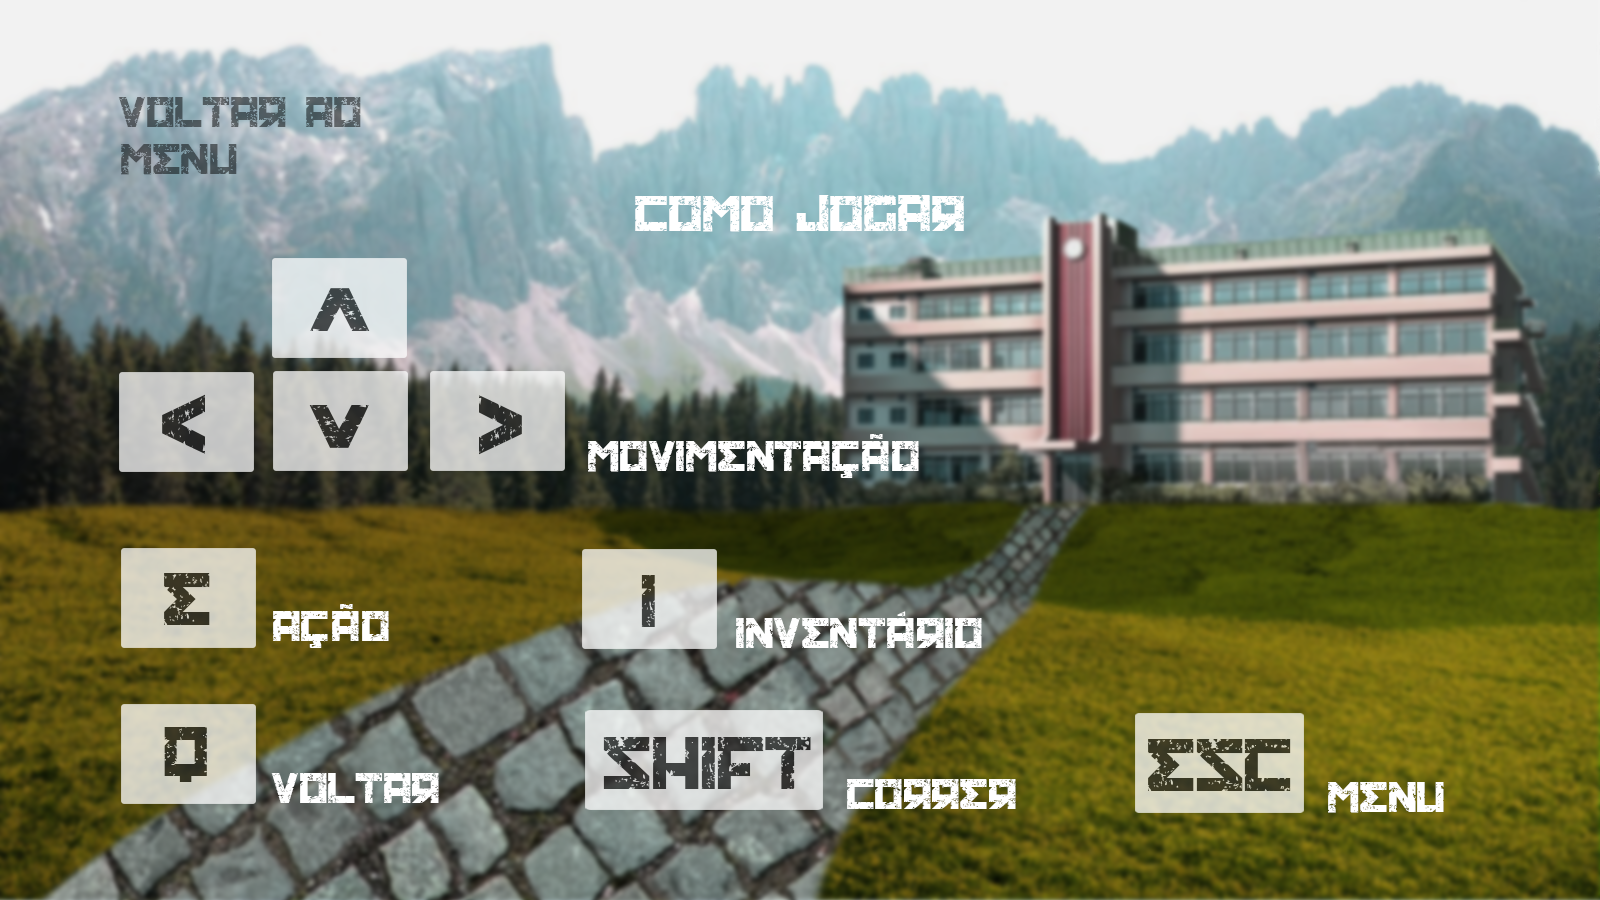 VOLTAR AO
MENU
COMO JOGAR
^
< v >
MOVIMENTAÇÃO
E
AÇÃO
I
INVENTÁRIO
Q
VOLTAR
SHIFT
CORRER
ESC
MENU